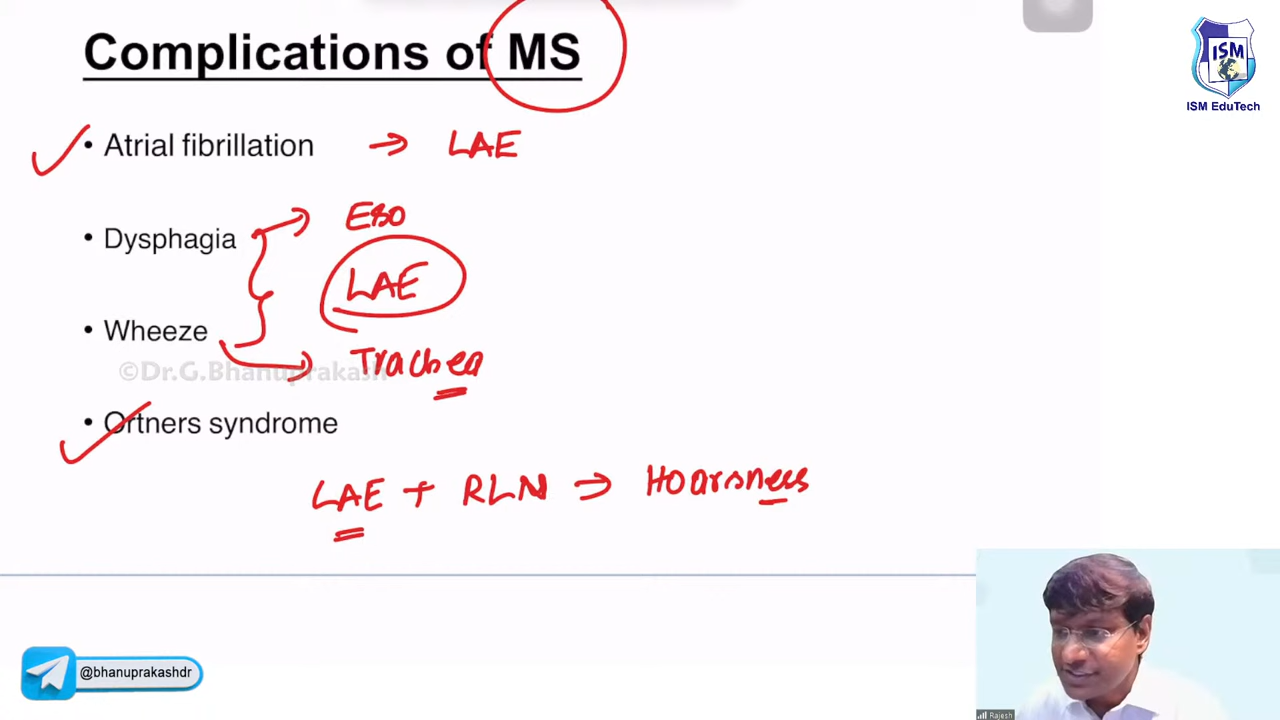 Complications of MS
ISM
ISM EduTech
• Atrial fibrillation → LAE
ESO
• Dysphagia
LAE
• Wheeze
Trachea
©Dr.G.Bhanuprakash
• Ortners syndrome
LAE + RLN ⇒ Hoarsness
@bhanuprakashdr
Rajesh